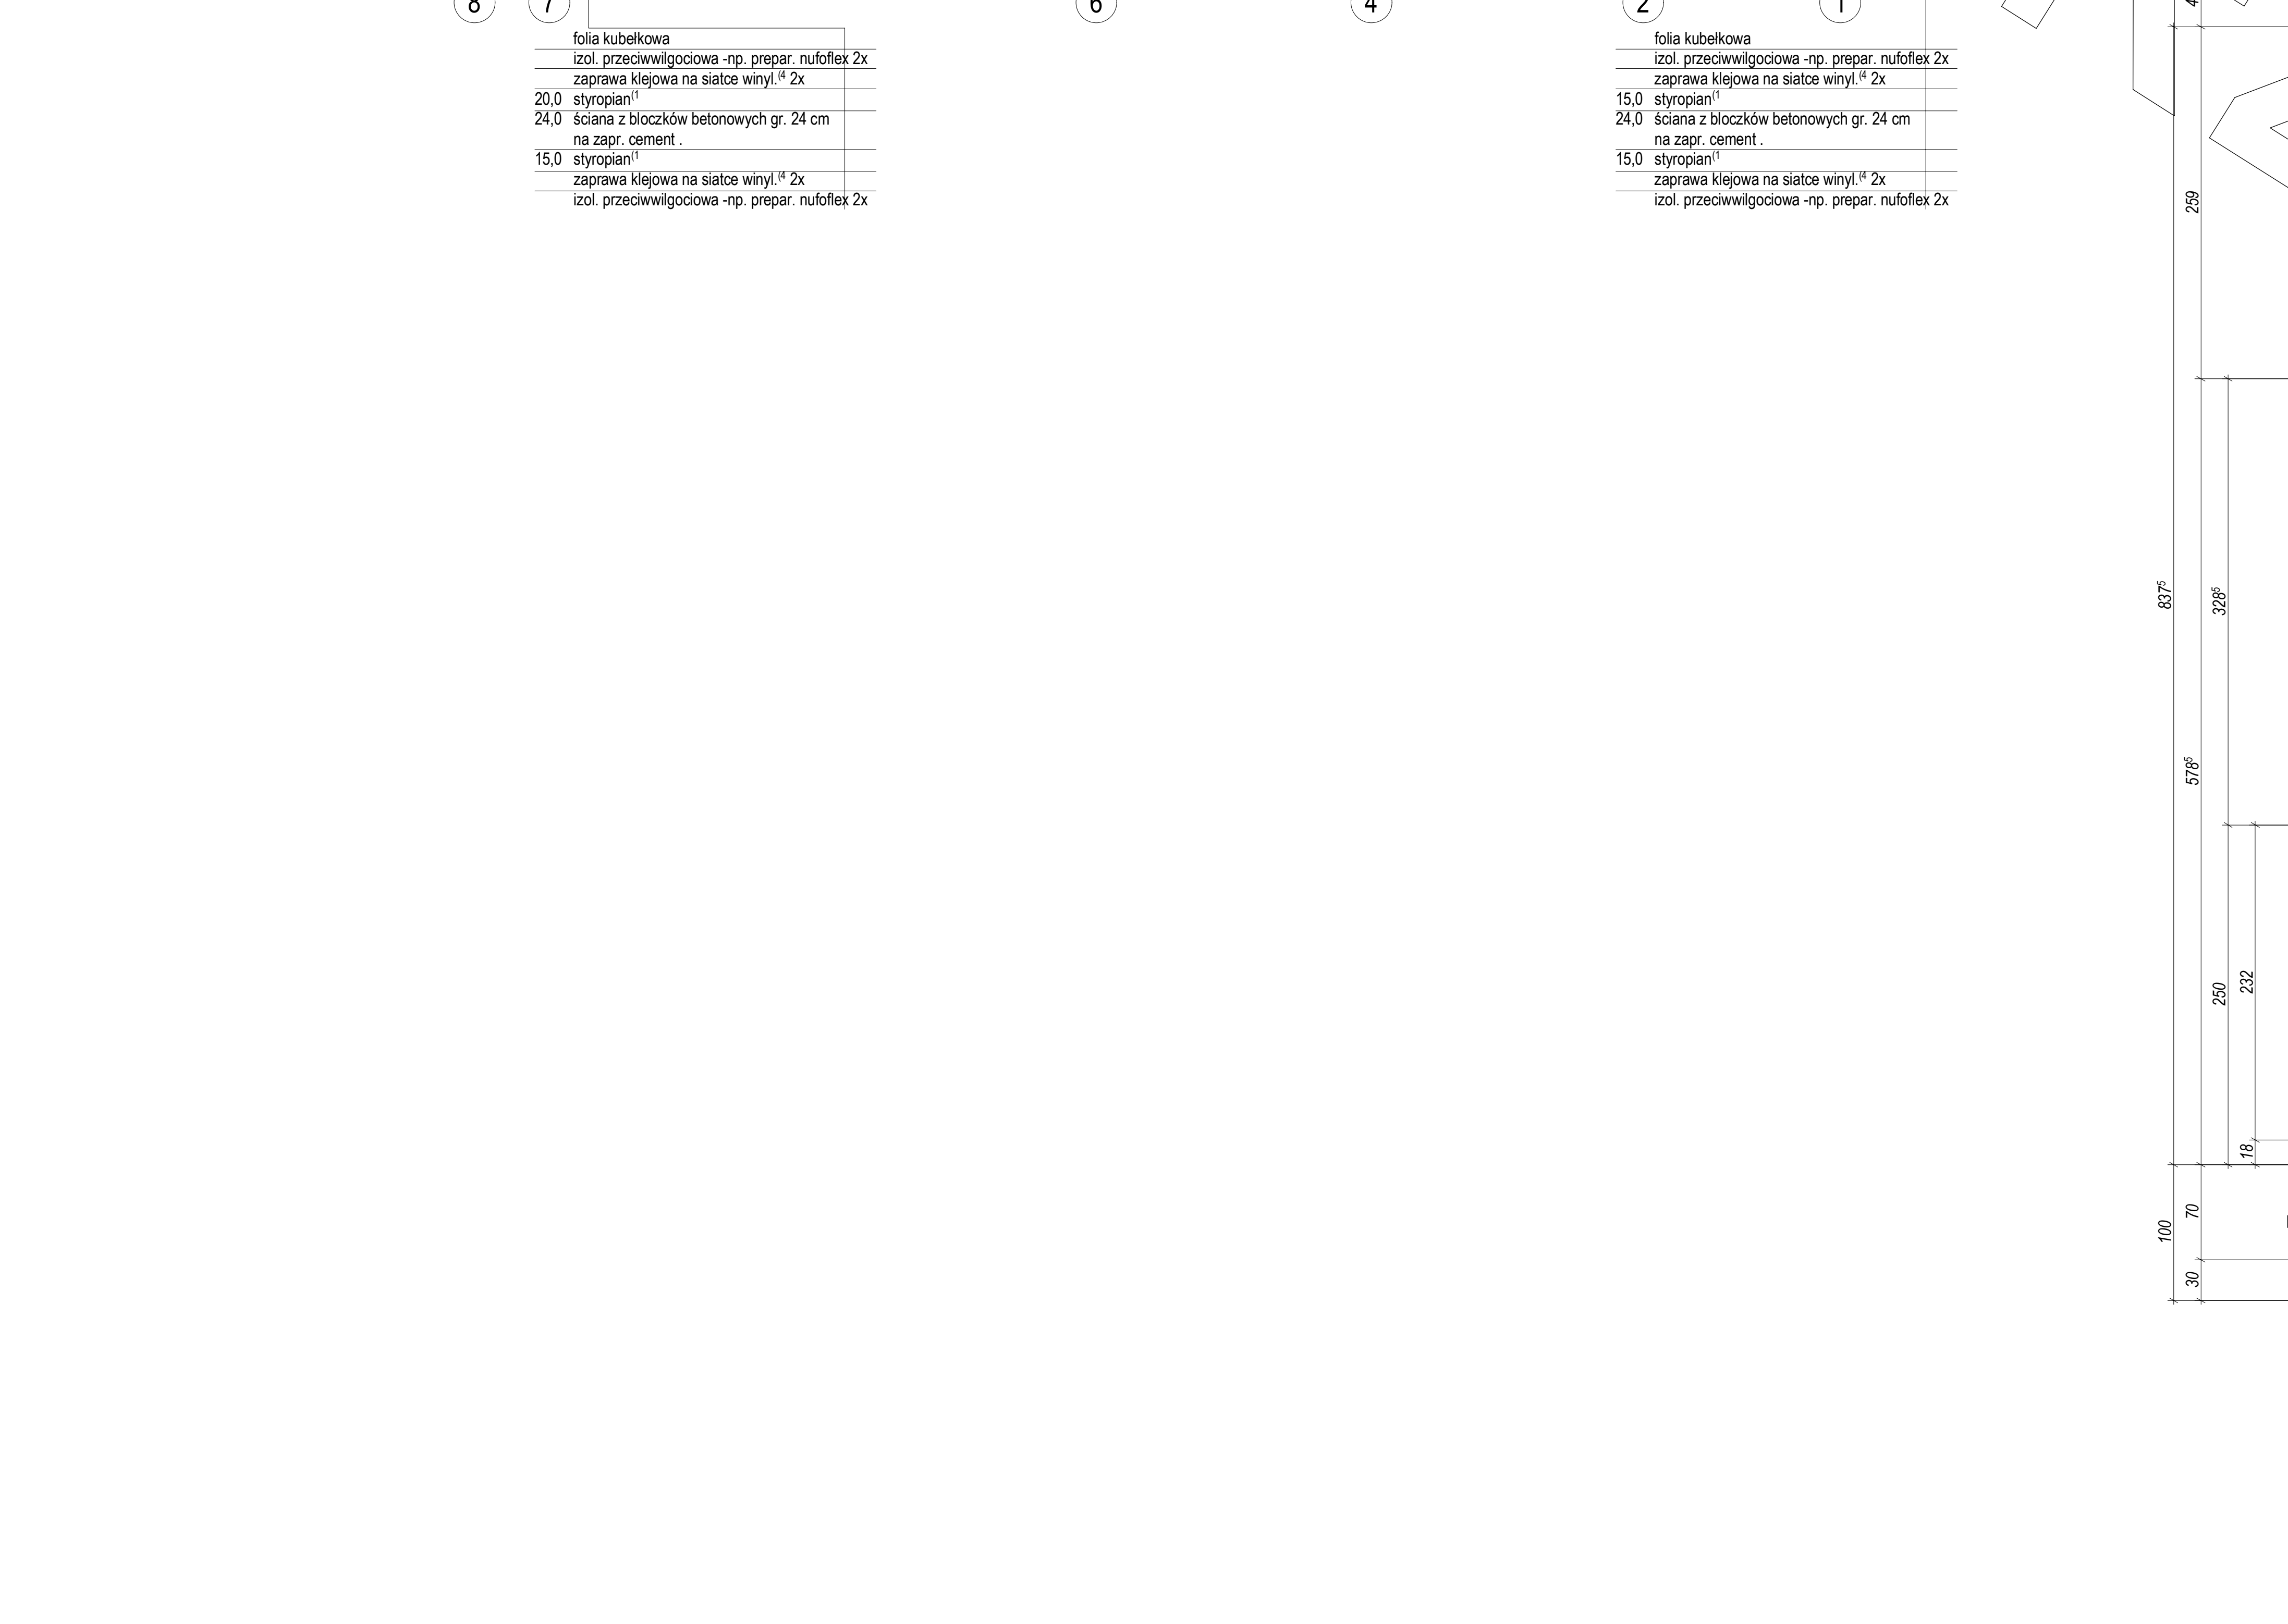 8 7 6 4 2 1
folia kubełkowa
izol. przeciwwilgociowa -np. prepar. nufoflex 2x
zaprawa klejowa na siatce winyl.(4 2x
20,0 styropian(1
24,0 ściana z bloczków betonowych gr. 24 cm
na zapr. cement .
15,0 styropian(1
zaprawa klejowa na siatce winyl.(4 2x
izol. przeciwwilgociowa -np. prepar. nufoflex 2x
folia kubełkowa
izol. przeciwwilgociowa -np. prepar. nufoflex 2x
zaprawa klejowa na siatce winyl.(4 2x
15,0 styropian(1
24,0 ściana z bloczków betonowych gr. 24 cm
na zapr. cement .
15,0 styropian(1
zaprawa klejowa na siatce winyl.(4 2x
izol. przeciwwilgociowa -np. prepar. nufoflex 2x
259
837⁵
328⁵
578⁵
250
232
18
100
70
30